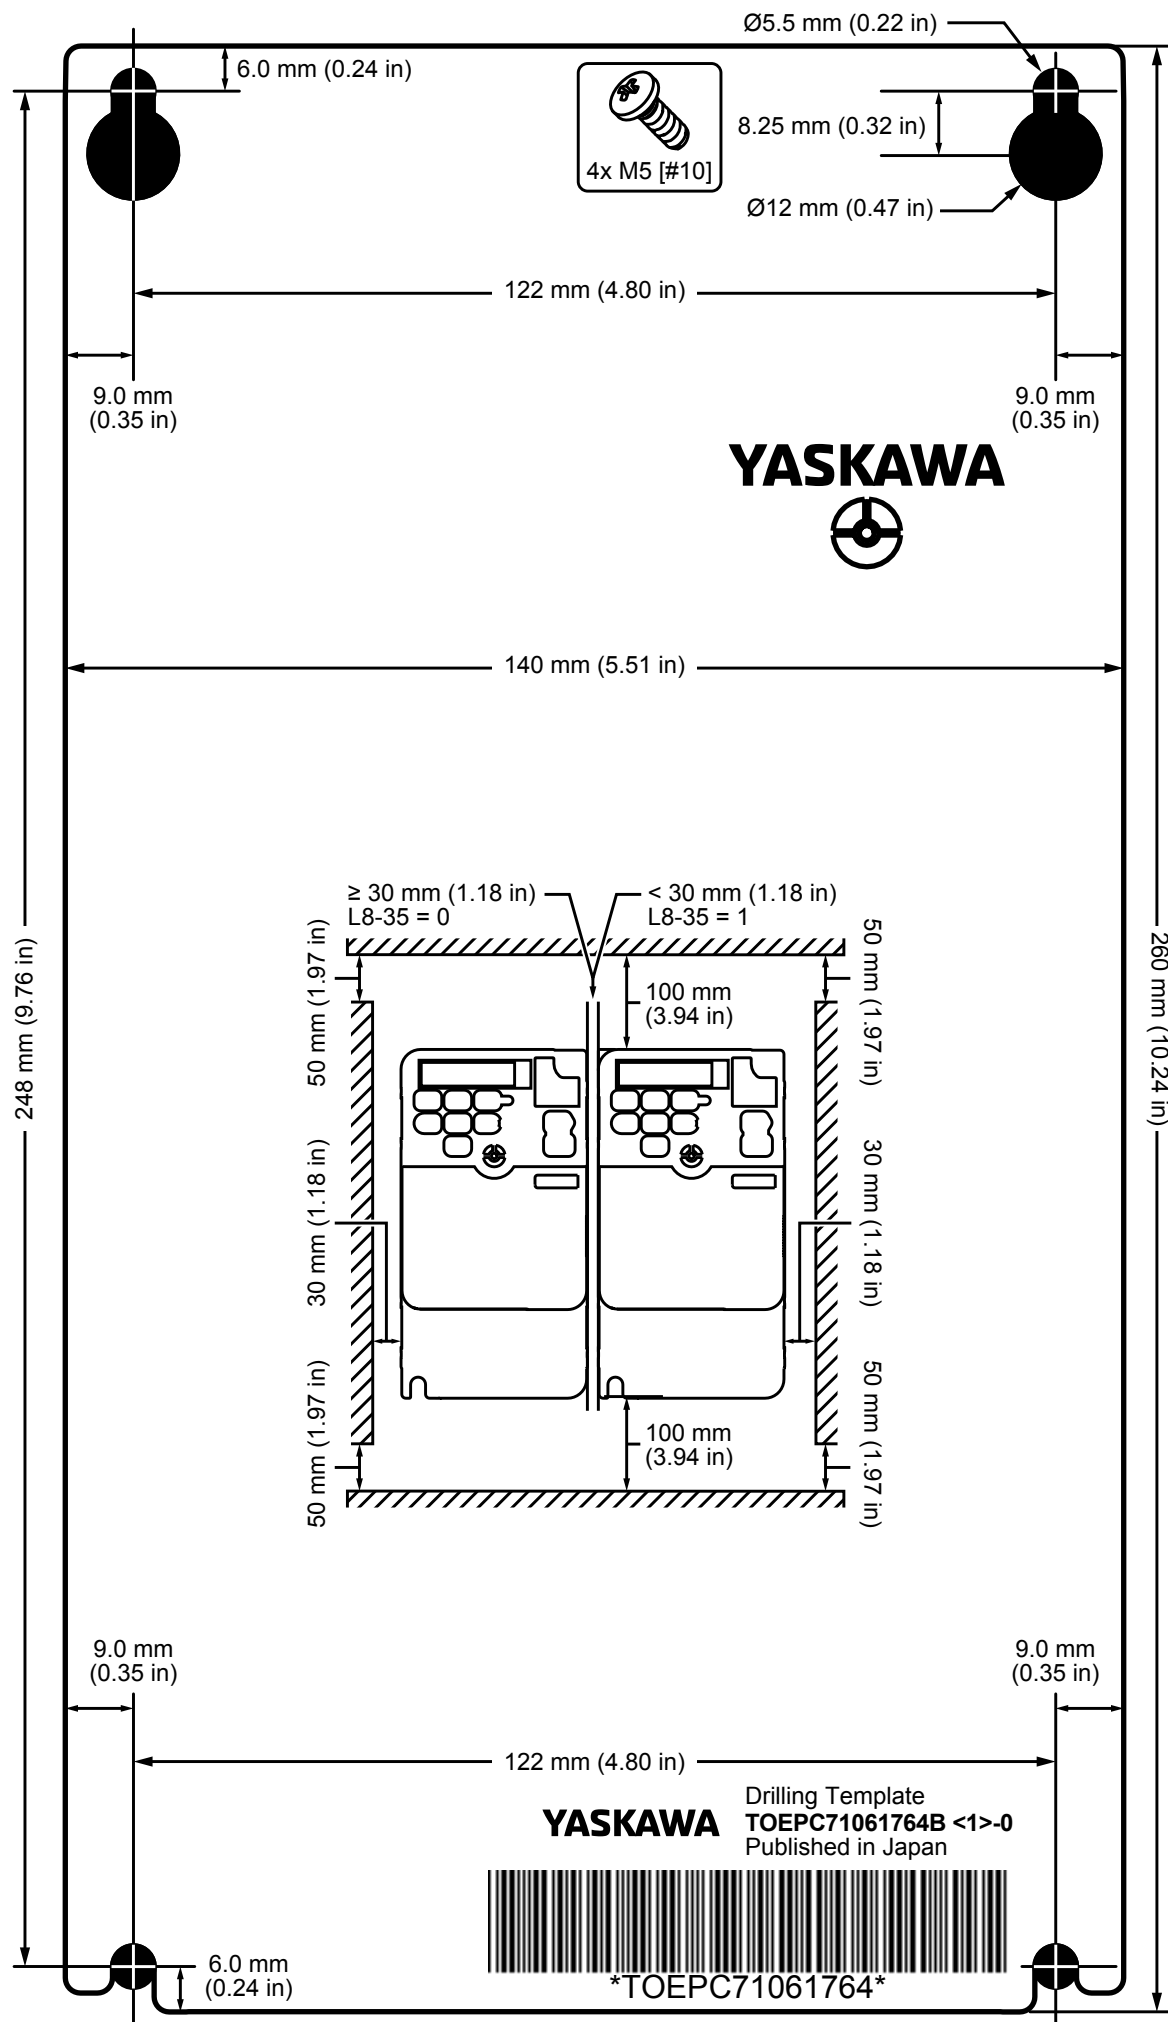 Ø5.5 mm (0.22 in)
6.0 mm (0.24 in)
8.25 mm (0.32 in)
4x M5 [#10]
Ø12 mm (0.47 in)
122 mm (4.80 in)
9.0 mm
(0.35 in)
9.0 mm
(0.35 in)
YASKAWA
140 mm (5.51 in)
248 mm (9.76 in)
260 mm (10.24 in)
≥ 30 mm (1.18 in)
L8-35 = 0
< 30 mm (1.18 in)
L8-35 = 1
50 mm (1.97 in)
50 mm (1.97 in)
100 mm
(3.94 in)
30 mm (1.18 in)
30 mm (1.18 in)
50 mm (1.97 in)
50 mm (1.97 in)
100 mm
(3.94 in)
9.0 mm
(0.35 in)
9.0 mm
(0.35 in)
122 mm (4.80 in)
YASKAWA
Drilling Template
TOEPC71061764B <1>-0
Published in Japan
6.0 mm
(0.24 in)
*TOEPC71061764*